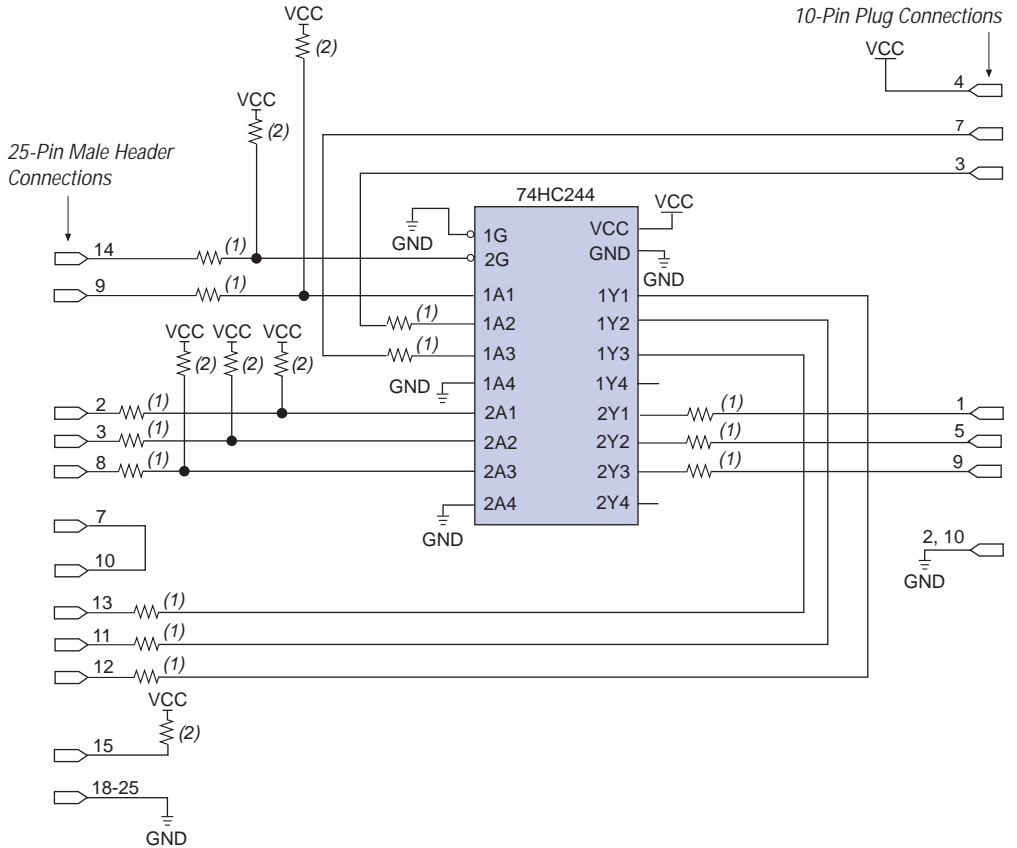 VCC
(2)
10-Pin Plug Connections
VCC
4
VCC
(2)
7
25-Pin Male Header
Connections
3
74HC244
VCC
GND
1G
VCC
14
(1)
2G
GND
GND
9
(1)
1A1
1Y1
(1)
1A2
1Y2
VCC
VCC
VCC
(2)
(2)
(2)
(1)
1A3
1Y3
GND
1A4
1Y4
2
(1)
2A1
2Y1
(1)
1
3
(1)
2A2
2Y2
(1)
5
8
(1)
2A3
2Y3
(1)
9
GND
2A4
2Y4
7
2, 10
GND
10
13
(1)
11
(1)
12
(1)
VCC
(2)
15
18-25
GND